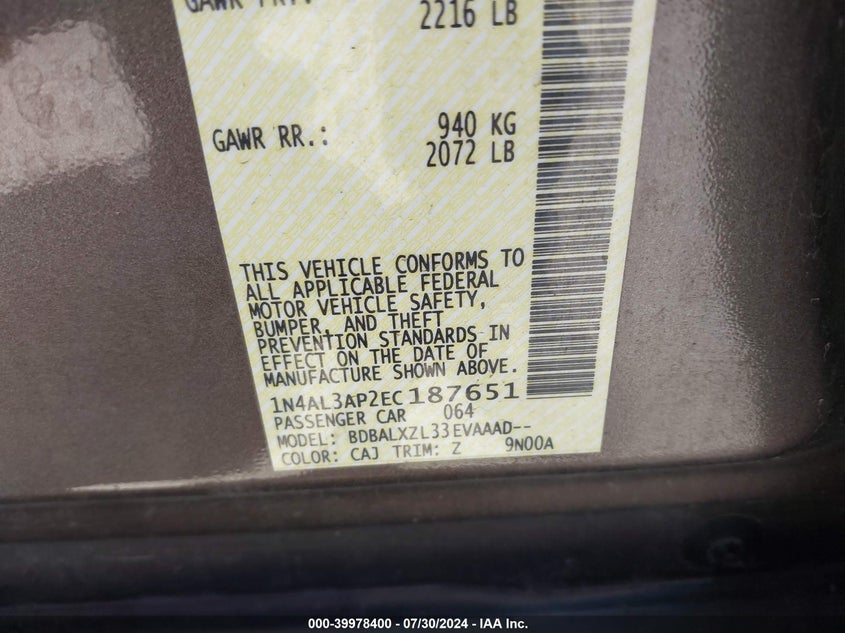 GAWR FRT.:
2216 LB
GAWR RR.: 940 KG
2072 LB
THIS VEHICLE CONFORMS TO
ALL APPLICABLE FEDERAL
MOTOR VEHICLE SAFETY,
BUMPER, AND THEFT
PREVENTION STANDARDS IN
EFFECT ON THE DATE OF
MANUFACTURE SHOWN ABOVE.
1N4AL3AP2EC187651
PASSENGER CAR 064
MODEL: BDBALXZL33EVAAAD--
COLOR: CAJ TRIM: Z 9N00A
000-39978400 - 07/30/2024 - IAA Inc.